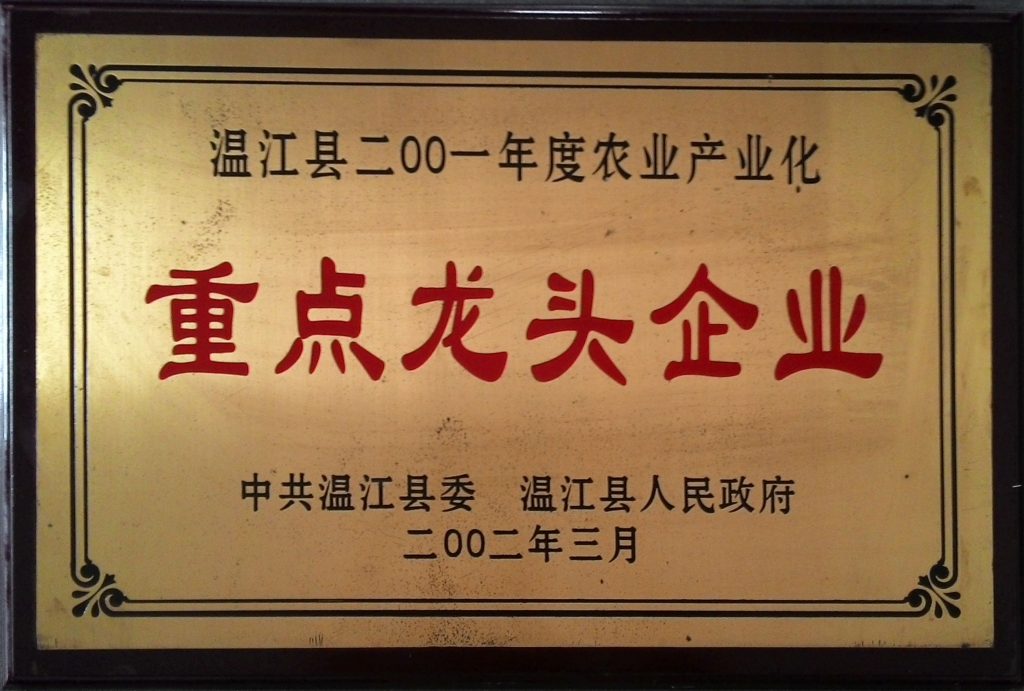 温江县二00一年度农业产业化
重点龙头企业
中共温江县委　温江县人民政府
二00二年三月